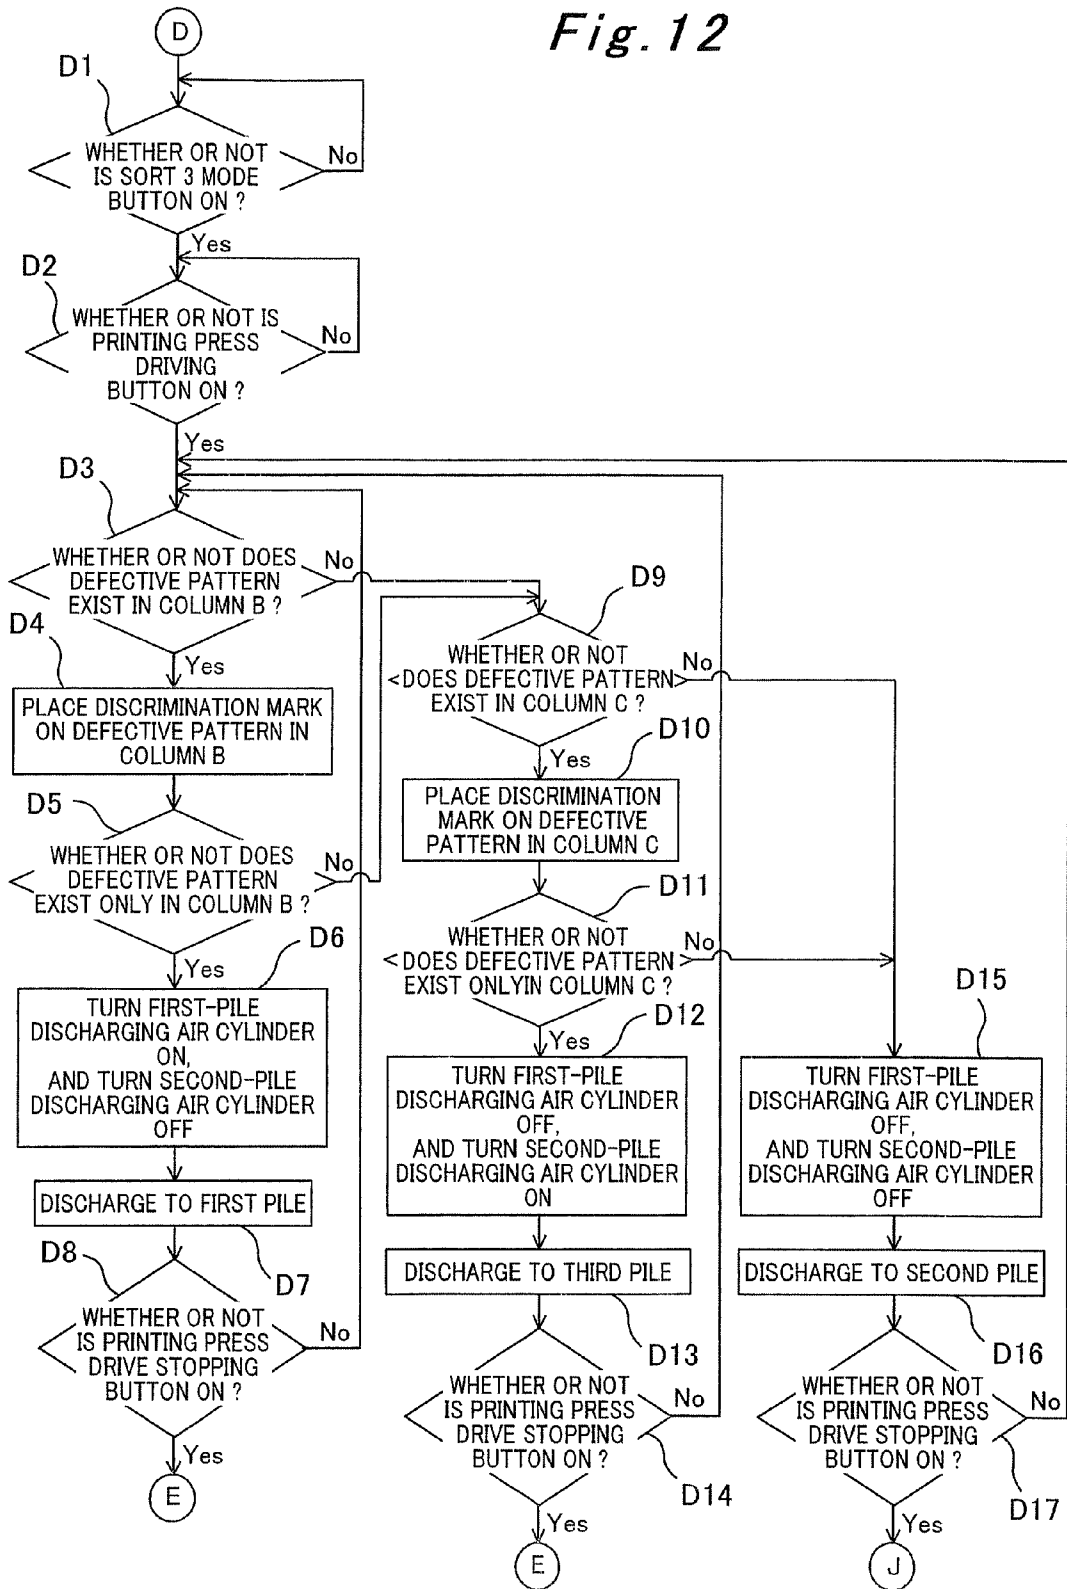 Fig.12
D
D1
WHETHER OR NOT
IS SORT 3 MODE
BUTTON ON ?
No
Yes
D2
WHETHER OR NOT IS
PRINTING PRESS
DRIVING
BUTTON ON ?
No
Yes
D3
WHETHER OR NOT DOES
DEFECTIVE PATTERN
EXIST IN COLUMN B ?
No
Yes
D4
PLACE DISCRIMINATION MARK
ON DEFECTIVE PATTERN IN
COLUMN B
D5
WHETHER OR NOT DOES
DEFECTIVE PATTERN
EXIST ONLY IN COLUMN B ?
No
Yes
D6
TURN FIRST-PILE
DISCHARGING AIR CYLINDER
ON,
AND TURN SECOND-PILE
DISCHARGING AIR CYLINDER
OFF
DISCHARGE TO FIRST PILE
D7
D8
WHETHER OR NOT
IS PRINTING PRESS
DRIVE STOPPING
BUTTON ON ?
No
Yes
E
D9
WHETHER OR NOT
DOES DEFECTIVE PATTERN
EXIST IN COLUMN C ?
No
Yes
D10
PLACE DISCRIMINATION
MARK ON DEFECTIVE
PATTERN IN COLUMN C
D11
WHETHER OR NOT
DOES DEFECTIVE PATTERN
EXIST ONLYIN COLUMN C ?
No
Yes
D12
TURN FIRST-PILE
DISCHARGING AIR CYLINDER
OFF,
AND TURN SECOND-PILE
DISCHARGING AIR CYLINDER
ON
DISCHARGE TO THIRD PILE
D13
WHETHER OR NOT
IS PRINTING PRESS
DRIVE STOPPING
BUTTON ON ?
No
D14
Yes
E
D15
TURN FIRST-PILE
DISCHARGING AIR CYLINDER
OFF,
AND TURN SECOND-PILE
DISCHARGING AIR CYLINDER
OFF
DISCHARGE TO SECOND PILE
D16
WHETHER OR NOT
IS PRINTING PRESS
DRIVE STOPPING
BUTTON ON ?
No
D17
Yes
J